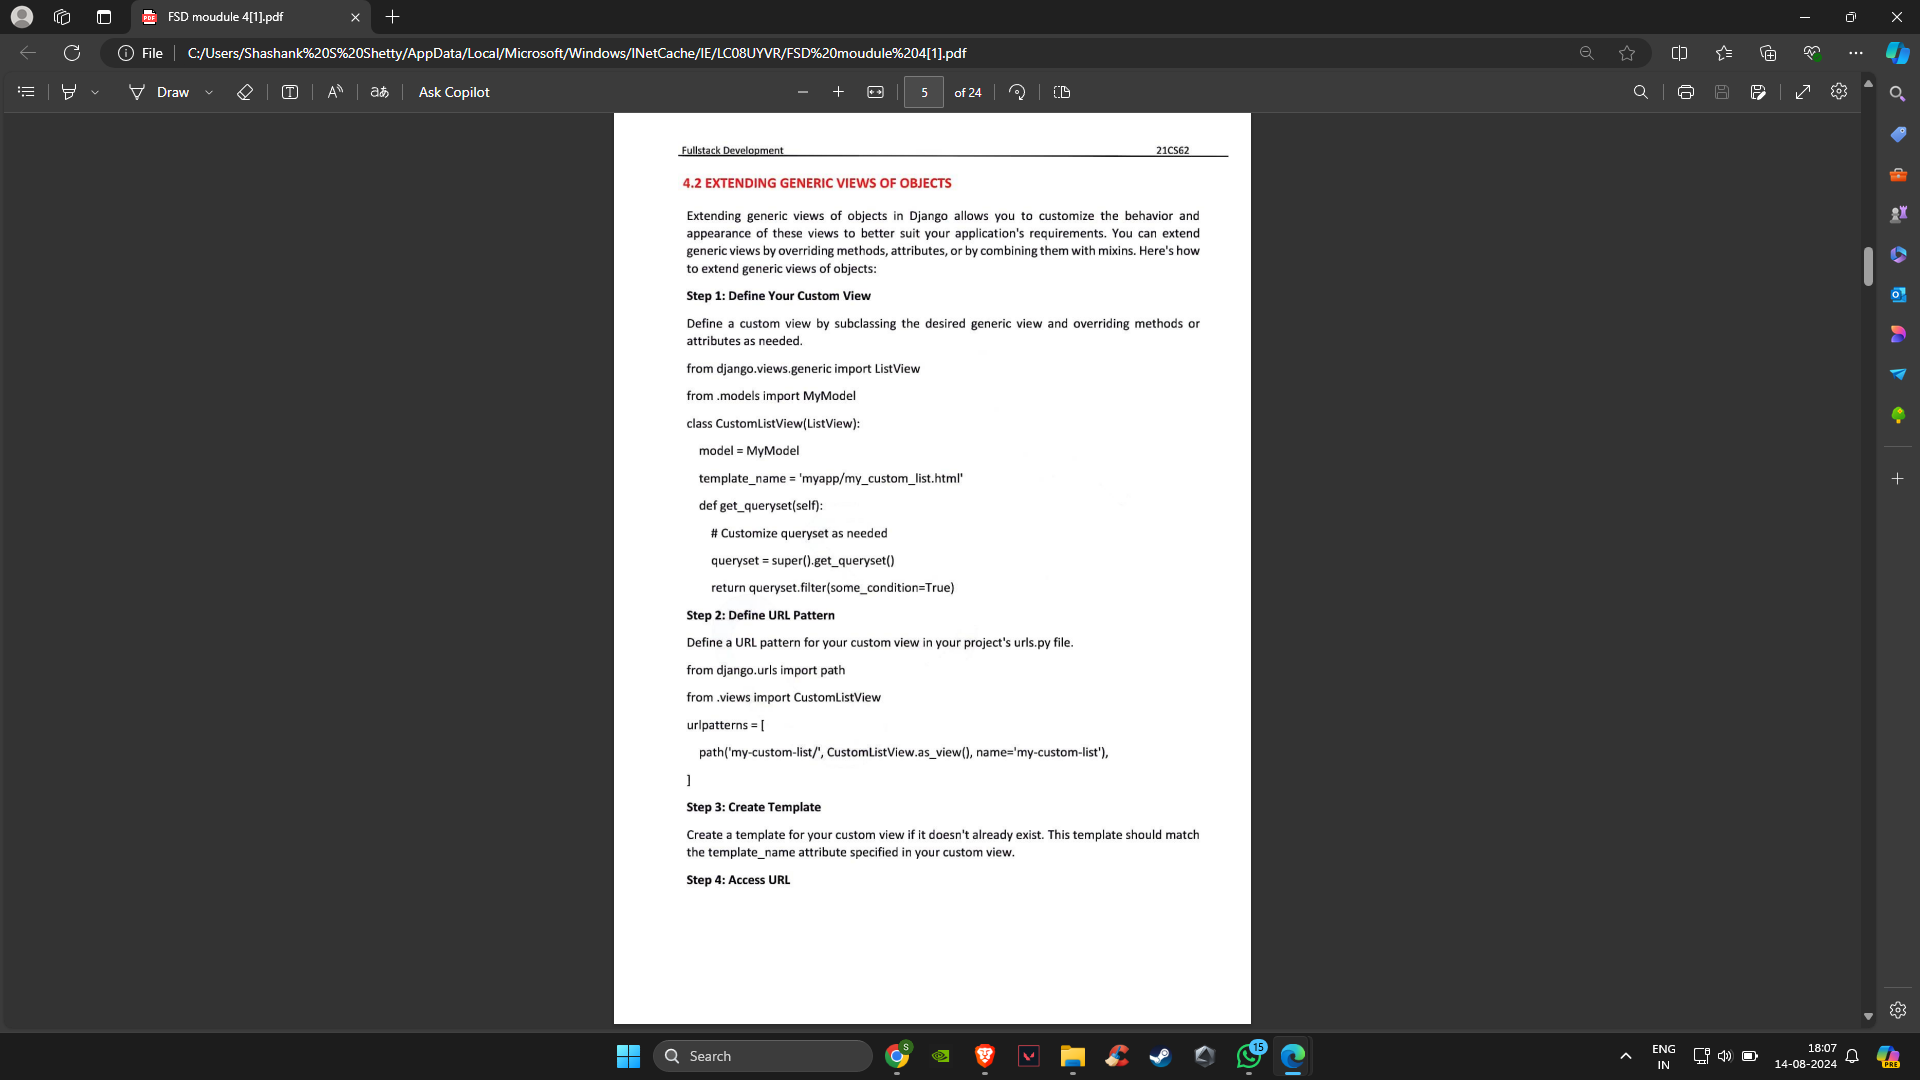 FSD moudule 4[1].pdf
File
C:/Users/Shashank%20S%20Shetty/AppData/Local/Microsoft/Windows/INetCache/IE/LC08UYVR/FSD%20moudule%204[1].pdf
Draw
Ask Copilot
5
of 24
Fullstack Development 21CS62
4.2 EXTENDING GENERIC VIEWS OF OBJECTS
Extending generic views of objects in Django allows you to customize the behavior and
appearance of these views to better suit your application's requirements. You can extend
generic views by overriding methods, attributes, or by combining them with mixins. Here's how
to extend generic views of objects:
Step 1: Define Your Custom View
Define a custom view by subclassing the desired generic view and overriding methods or
attributes as needed.
from django.views.generic import ListView
from .models import MyModel
class CustomListView(ListView):
model = MyModel
template_name = 'myapp/my_custom_list.html'
def get_queryset(self):
# Customize queryset as needed
queryset = super().get_queryset()
return queryset.filter(some_condition=True)
Step 2: Define URL Pattern
Define a URL pattern for your custom view in your project's urls.py file.
from django.urls import path
from .views import CustomListView
urlpatterns = [
path('my-custom-list/', CustomListView.as_view(), name='my-custom-list'),
]
Step 3: Create Template
Create a template for your custom view if it doesn't already exist. This template should match
the template_name attribute specified in your custom view.
Step 4: Access URL
Search
S
15
ENG
IN
18:07
14-08-2024
PRE